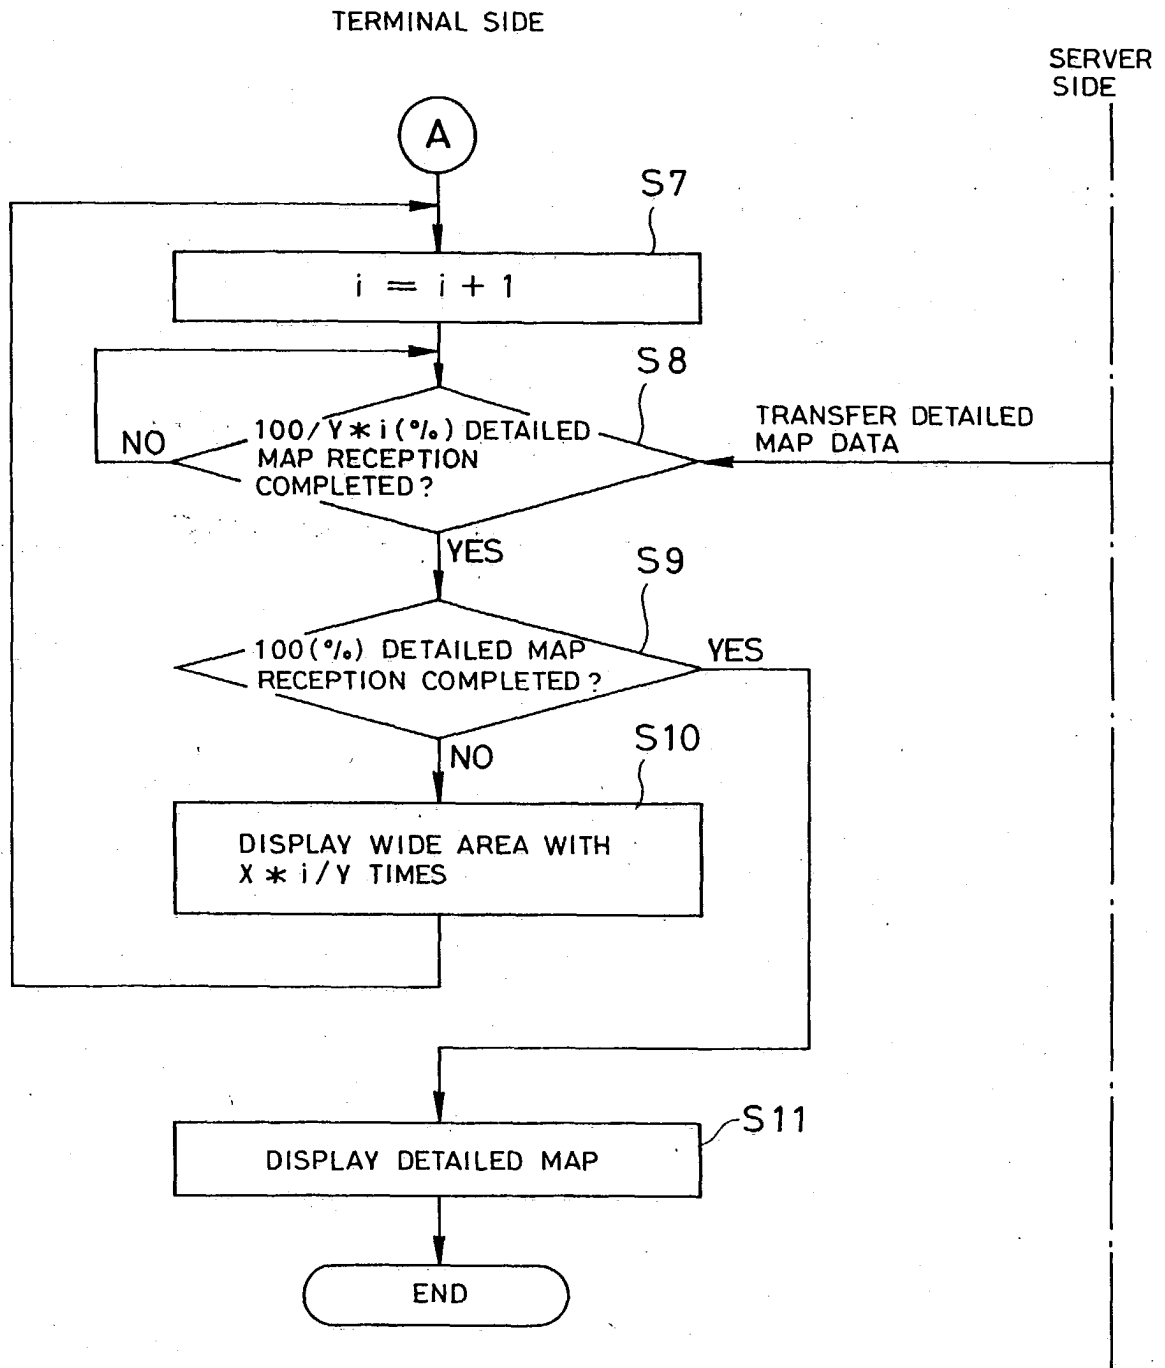 TERMINAL SIDE
SERVER
SIDE
A
S7
i = i + 1
S8
100/Y*i(%) DETAILED
MAP RECEPTION
COMPLETED?
NO
TRANSFER DETAILED
MAP DATA
YES
S9
100(%) DETAILED MAP
RECEPTION COMPLETED?
YES
NO
S10
DISPLAY WIDE AREA WITH
X * i/Y TIMES
S11
DISPLAY DETAILED MAP
END